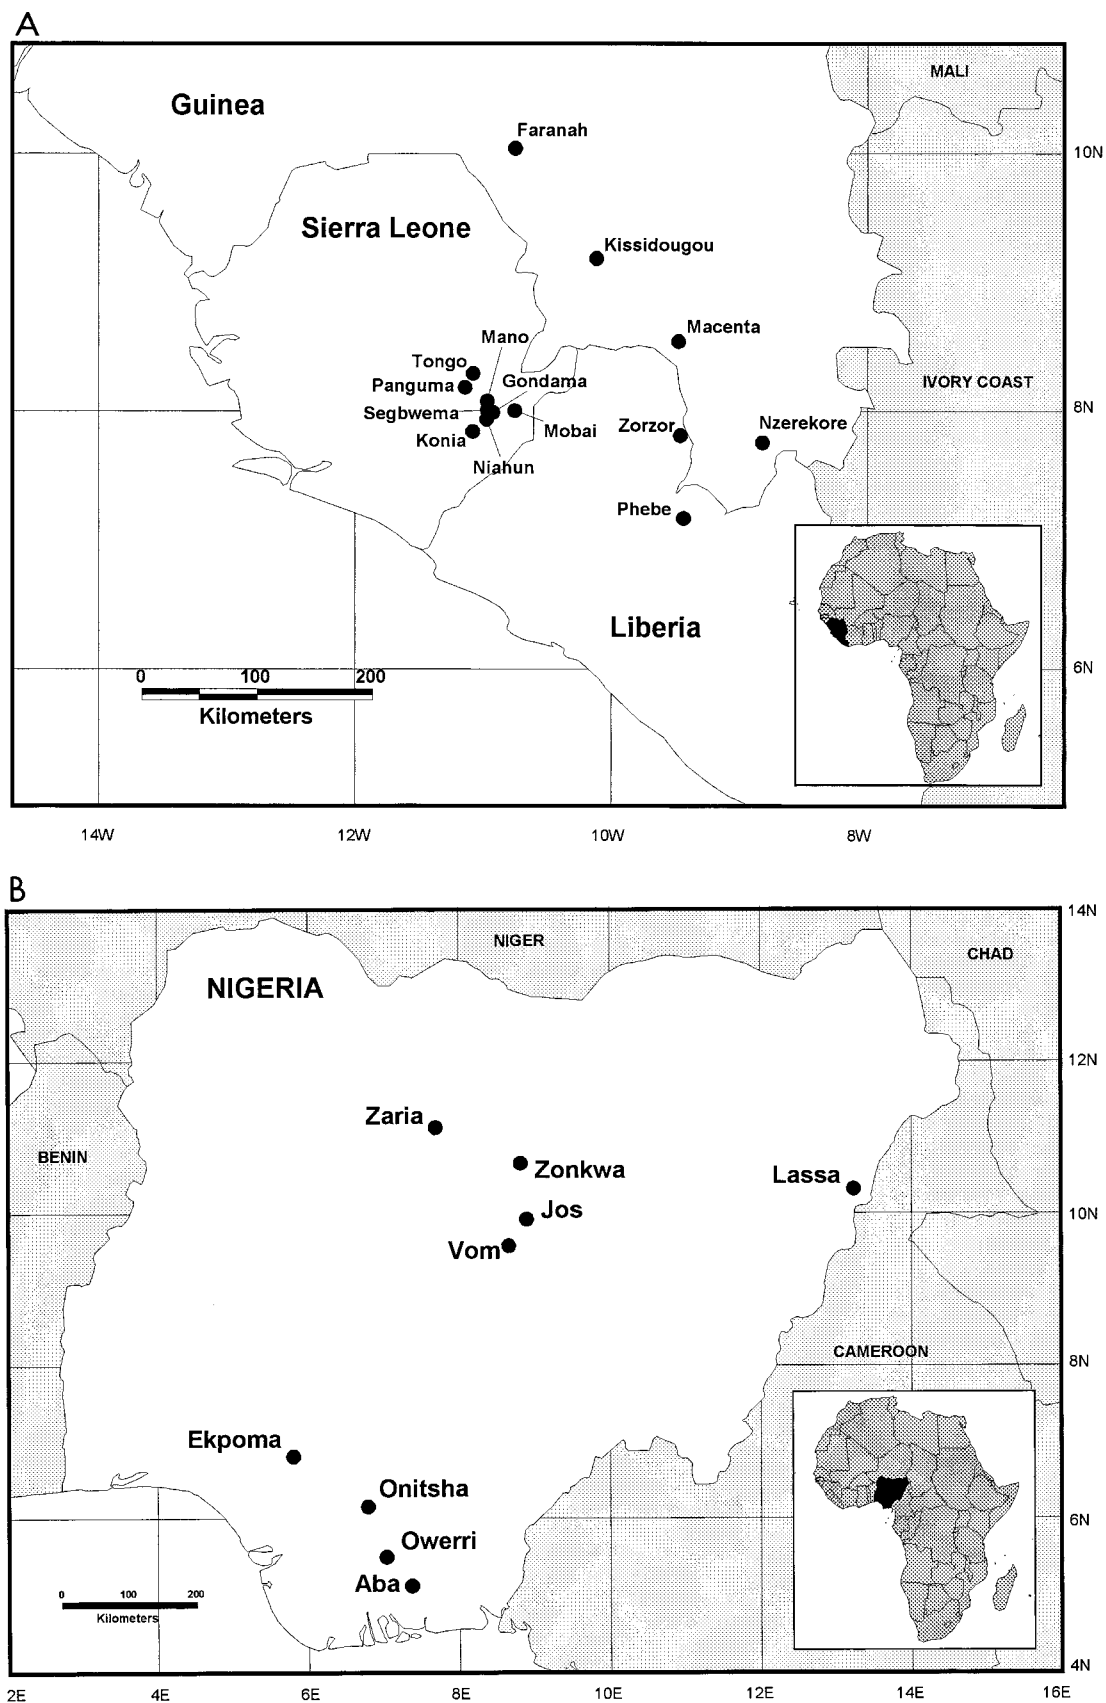 A
MALI
Guinea
Faranah
10N
Sierra Leone
Kissidougou
Macenta
Mano
Tongo
Panguma
Gondama
IVORY COAST
Segbwema
8N
Zorzor
Nzerekore
Mobai
Konia
Niahun
Phebe
Liberia
6N
0 100 200
Kilometers
14W 12W 10W 8W
B
14N
NIGER
CHAD
NIGERIA
12N
Zaria
BENIN
Zonkwa
Lassa
Jos
10N
Vom
CAMEROON
8N
Ekpoma
Onitsha
6N
Owerri
Aba
0 100 200
Kilometers
4N
2E 4E 6E 8E 10E 12E 14E 16E